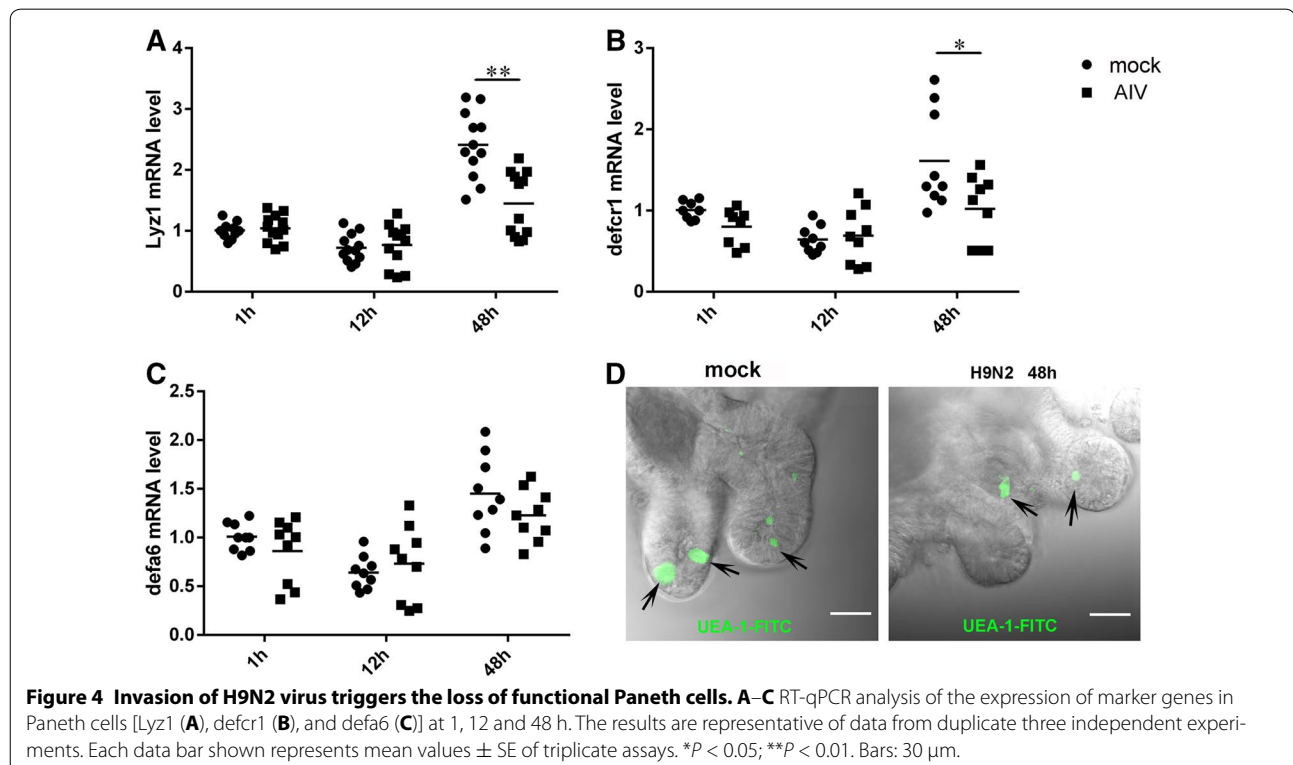 A
Lyz1 mRNA level
4
3
2
1
0
**
1h
12h
48h
B
defcr1 mRNA level
3
2
1
0
*
1h
12h
48h
mock
AIV
C
defa6 mRNA level
2.5
2.0
1.5
1.0
0.5
0.0
1h
12h
48h
D
mock
H9N2 48h
UEA-1-FITC
UEA-1-FITC
Figure 4 Invasion of H9N2 virus triggers the loss of functional Paneth cells. A–C RT-qPCR analysis of the expression of marker genes in
Paneth cells [Lyz1 (A), defcr1 (B), and defa6 (C)] at 1, 12 and 48 h. The results are representative of data from duplicate three independent experi-
ments. Each data bar shown represents mean values ± SE of triplicate assays. *P < 0.05; **P < 0.01. Bars: 30 μm.